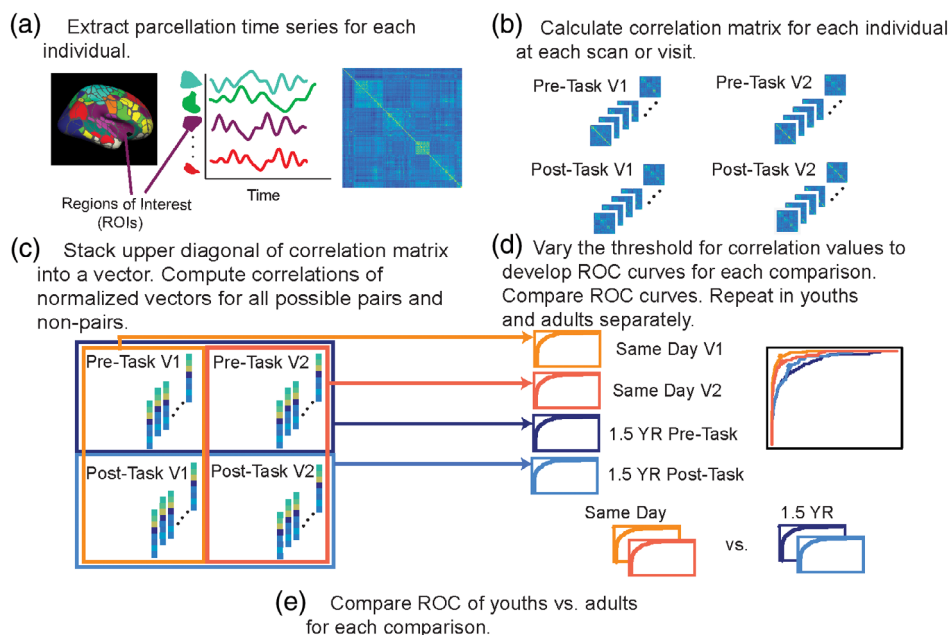 (a) Extract parcellation time series for each
individual.
Time
Regions of Interest
(ROIs)
(b) Calculate correlation matrix for each individual
at each scan or visit.
Pre-Task V1
Pre-Task V2
Post-Task V1
Post-Task V2
(c) Stack upper diagonal of correlation matrix
into a vector. Compute correlations of
normalized vectors for all possible pairs and
non-pairs.
Pre-Task V1
Pre-Task V2
Post-Task V1
Post-Task V2
(d) Vary the threshold for correlation values to
develop ROC curves for each comparison.
Compare ROC curves. Repeat in youths
and adults separately.
Same Day V1
Same Day V2
1.5 YR Pre-Task
1.5 YR Post-Task
Same Day
vs.
1.5 YR
(e) Compare ROC of youths vs. adults
for each comparison.